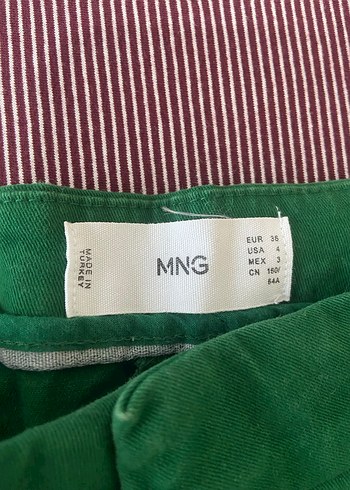 MADE IN
TURKEY
MNG
EUR 36
USA 4
MEX 3
CN 160/
64A